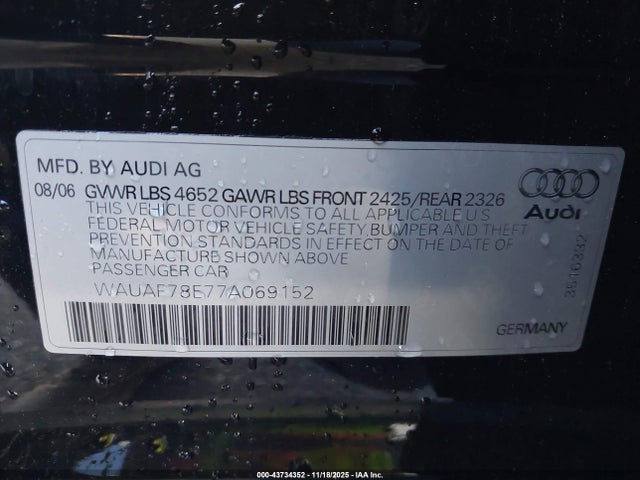 MFD. BY AUDI AG
08/06 GVWR LBS 4652 GAWR LBS FRONT 2425/REAR 2326
THIS VEHICLE CONFORMS TO ALL APPLICABLE U S
FEDERAL MOTOR VEHICLE SAFETY, BUMPER AND THEFT
PREVENTION STANDARDS IN EFFECT ON THE DATE OF
MANUFACTURE SHOWN ABOVE
PASSENGER CAR
WAUAF78E77A069152
Audi
3516332
GERMANY
000-43734352 - 11/18/2025 - IAA Inc.